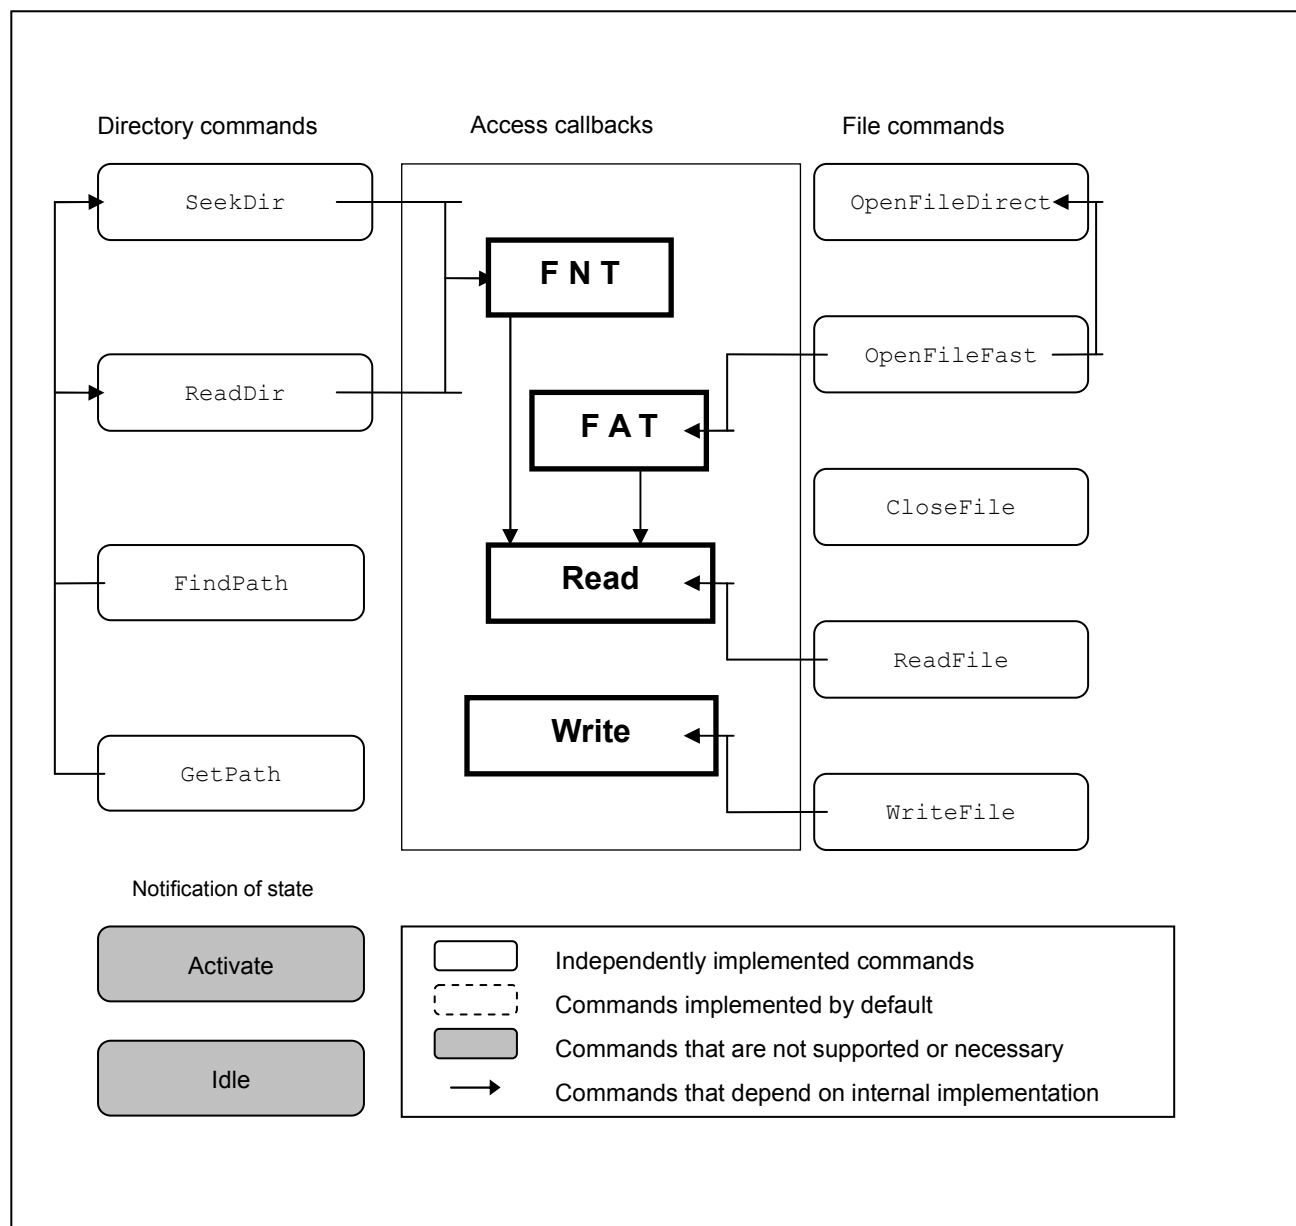 Directory commands
Access callbacks
File commands
SeekDir
OpenFileDirect
F N T
OpenFileFast
ReadDir
F A T
CloseFile
FindPath
Read
ReadFile
Write
GetPath
WriteFile
Notification of state
Activate
Idle
Independently implemented commands
Commands implemented by default
Commands that are not supported or necessary
Commands that depend on internal implementation